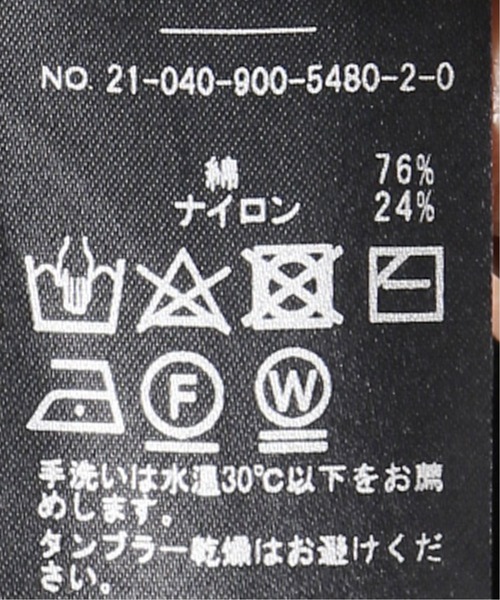 NO. 21-040-900-5480-2-0
綿 76%
ナイロン 24%
F W
手洗いは水温30℃以下をお薦
めします。
タンブラー乾燥はお避けくだ
さい。